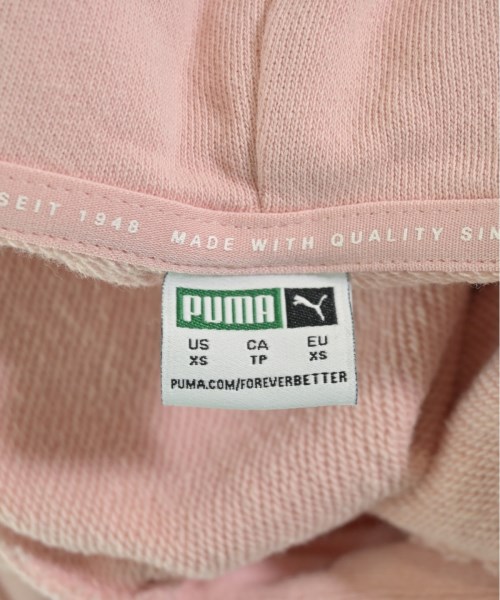 SEIT 1948 MADE WITH QUALITY SIN
PUMA
US CA EU
XS TP XS
PUMA.COM/FOREVERBETTER